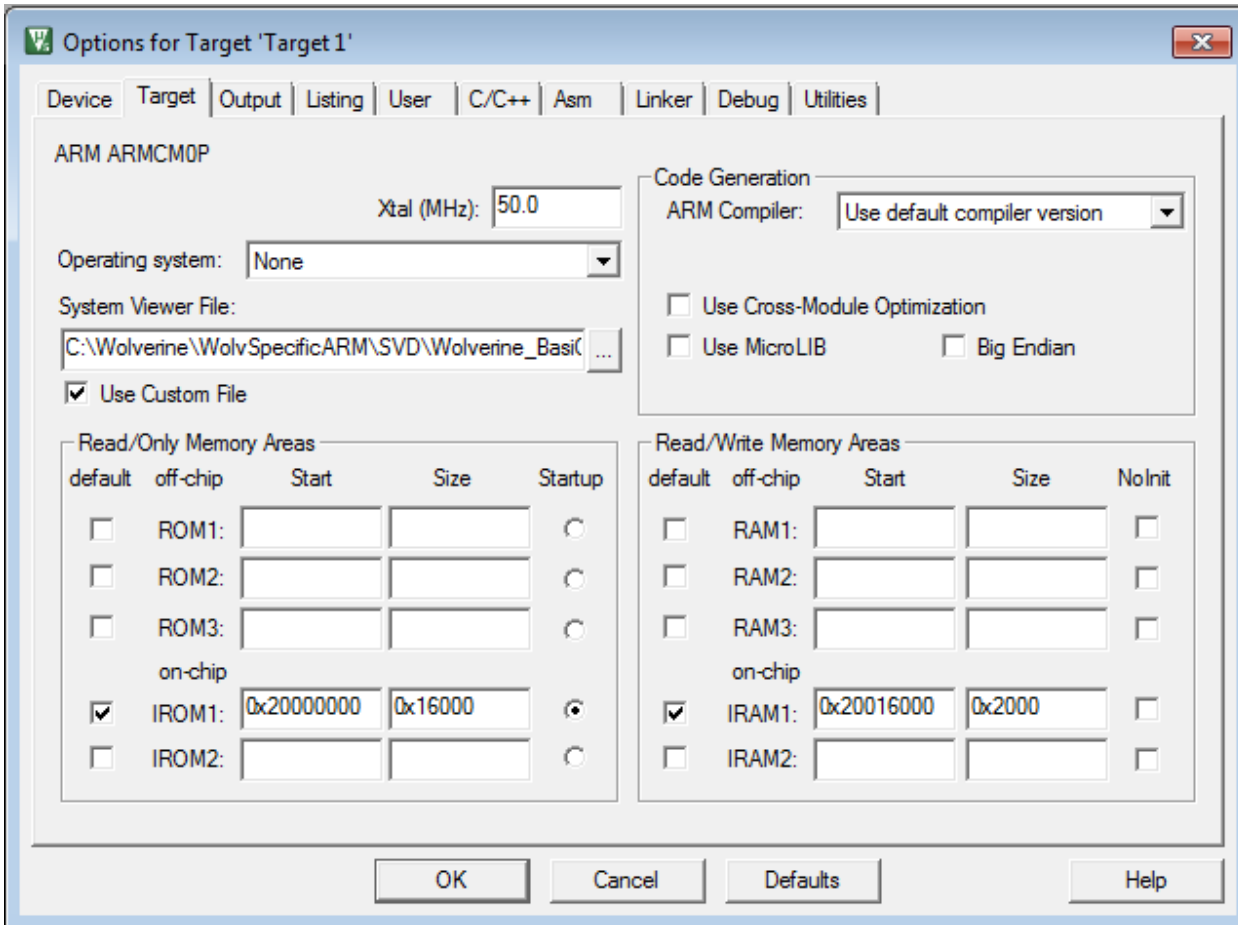 Options for Target 'Target 1'
Device Target Output Listing User C/C++ Asm Linker Debug Utilities
ARM ARMCM0P
Xtal (MHz): 50.0
Operating system: None
System Viewer File:
C:\Wolverine\WolvSpecificARM\SVD\Wolverine_Basi( ...
Use Custom File
Code Generation
ARM Compiler: Use default compiler version
Use Cross-Module Optimization
Use MicroLIB Big Endian
Read/Only Memory Areas
default off-chip Start Size Startup
ROM1:
ROM2:
ROM3:
on-chip
IROM1: 0x20000000 0x16000
IROM2:
Read/Write Memory Areas
default off-chip Start Size NoInit
RAM1:
RAM2:
RAM3:
on-chip
IRAM1: 0x20016000 0x2000
IRAM2:
OK Cancel Defaults Help